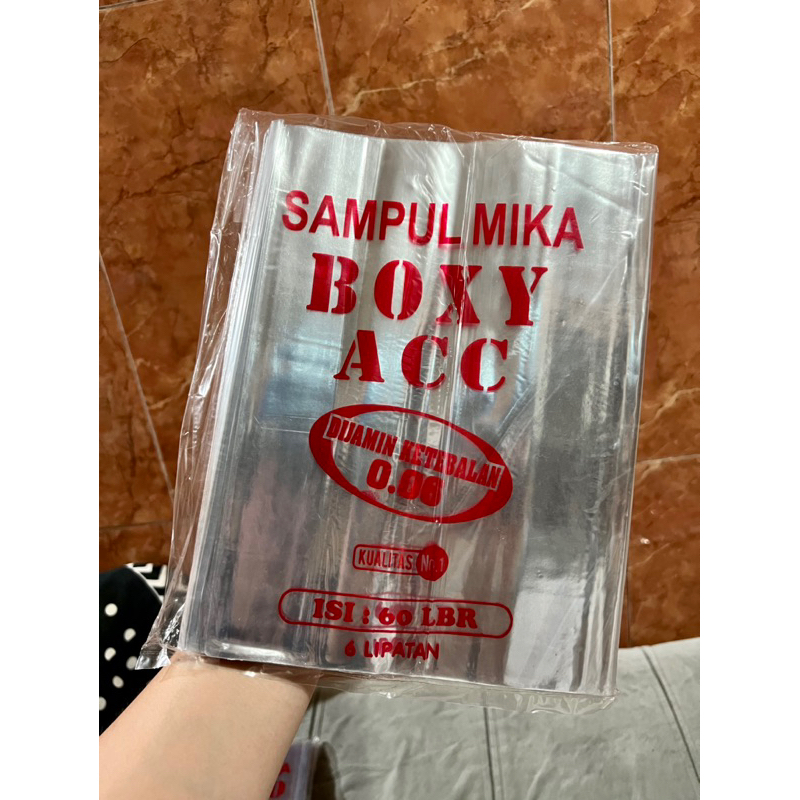 SAMPUL MIKA
BOXY
ACC
DIJAMIN KETEBALAN
0.06
KUALITAS No.1
ISI : 60 LBR
6 LIPATAN